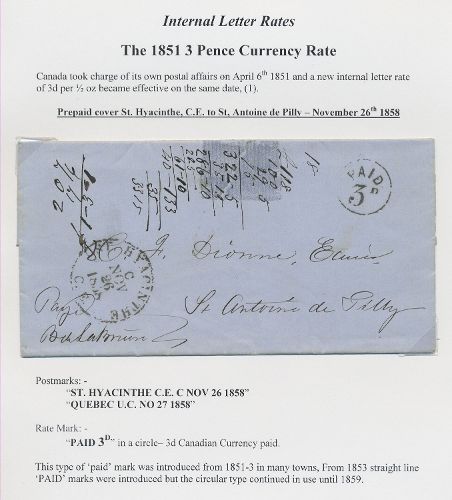 Internal Letter Rates
The 1851 3 Pence Currency Rate
Canada took charge of its own postal affairs on April 6th 1851 and a new internal letter rate
of 3d per ½ oz became effective on the same date, (1).
Prepaid cover St. Hyacinthe, C.E. to St, Antoine de Pilly – November 26th 1858
PAID
3D
F. Dionne,
St Antoine de Pilly
ST HYACINTHE
C
NOV
26
1858
C.E.
Postmarks: -
"ST. HYACINTHE C.E. C NOV 26 1858"
"QUEBEC U.C. NO 27 1858"
Rate Mark: -
"PAID 3D" in a circle– 3d Canadian Currency paid.
This type of 'paid' mark was introduced from 1851-3 in many towns, From 1853 straight line
'PAID' marks were introduced but the circular type continued in use until 1859.